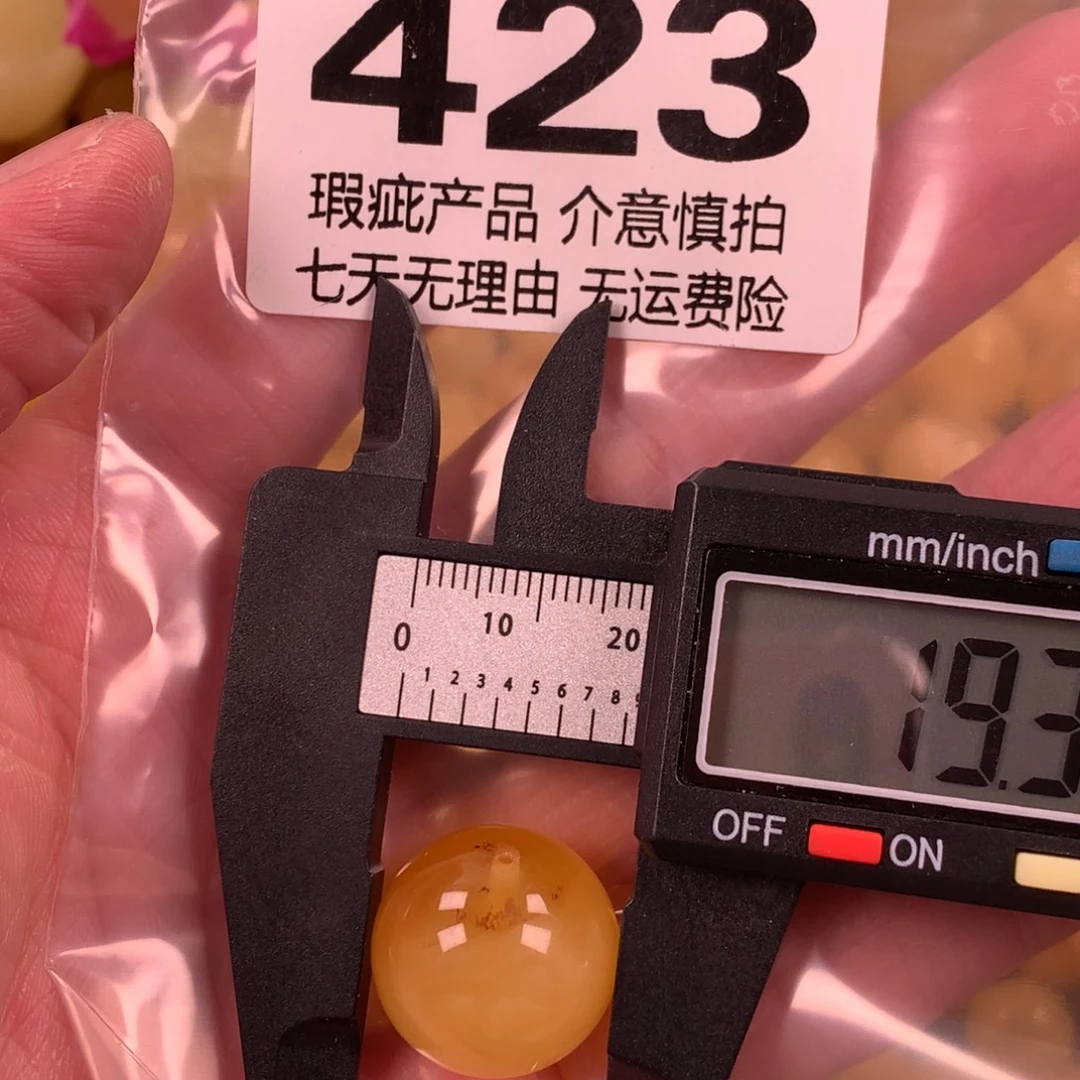 423
瑕疵产品 介意慎拍
七天无理由 无运费险
mm/inch
0 10 20
1 2 3 4 5 6 7 8 9
19.3
OFF ON